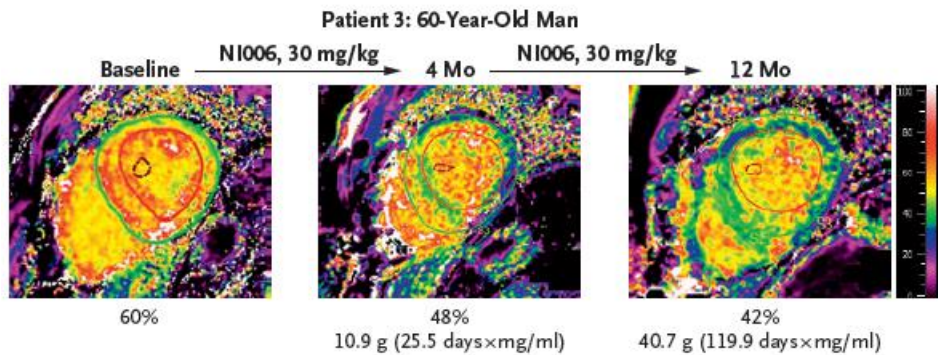 Patient 3: 60-Year-Old Man
NI006, 30 mg/kg NI006, 30 mg/kg
Baseline 4 Mo 12 Mo
100
80
60
40
20
0
60% 48% 42%
10.9 g (25.5 days×mg/ml) 40.7 g (119.9 days×mg/ml)